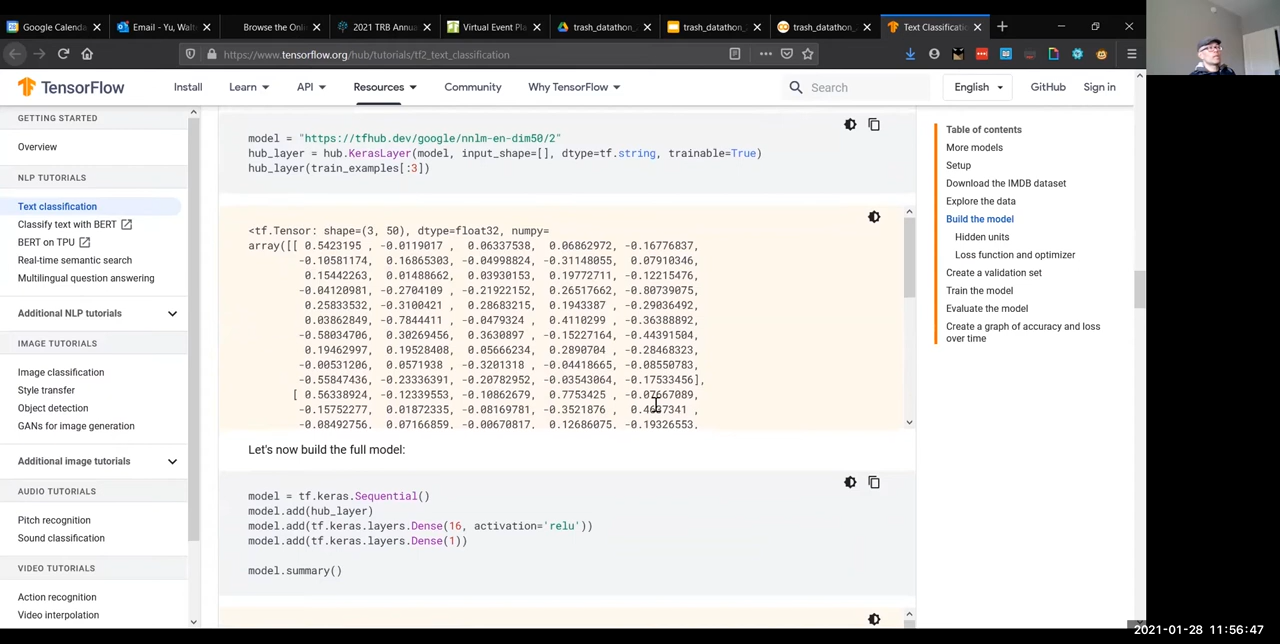 Google Calenda
Email - Yu, Walt
Browse the Onlin
2021 TRB Annua
Virtual Event Pla
trash_datathon_
trash_datathon_
trash_datathon_
Text Classificati
https://www.tensorflow.org/hub/tutorials/tf2_text_classification
TensorFlow
Install
Learn
API
Resources
Community
Why TensorFlow
Search
English
GitHub
Sign in
GETTING STARTED
Overview
NLP TUTORIALS
Text classification
Classify text with BERT
BERT on TPU
Real-time semantic search
Multilingual question answering
Additional NLP tutorials
IMAGE TUTORIALS
Image classification
Style transfer
Object detection
GANs for image generation
Additional image tutorials
AUDIO TUTORIALS
Pitch recognition
Sound classification
VIDEO TUTORIALS
Action recognition
Video interpolation
model = "https://tfhub.dev/google/nnlm-en-dim50/2"
hub_layer = hub.KerasLayer(model, input_shape=[], dtype=tf.string, trainable=True)
hub_layer(train_examples[:3])
<tf.Tensor: shape=(3, 50), dtype=float32, numpy=
array([[ 0.5423195 , -0.0119017 , 0.06337538, 0.06862972, -0.16776837,
-0.10581174, 0.16865303, -0.04998824, -0.31148055, 0.07910346,
0.15442263, 0.01488662, 0.03930153, 0.19772711, -0.12215476,
-0.04120981, -0.2704109 , -0.21922152, 0.26517662, -0.80739075,
0.25833532, -0.3100421 , 0.28683215, 0.1943387 , -0.29036492,
0.03862849, -0.7844411 , -0.0479324 , 0.4110299 , -0.36388892,
-0.58034706, 0.30269456, 0.3630897 , -0.15227164, -0.44391504,
0.19462997, 0.19528408, 0.05666234, 0.2890704 , -0.28468323,
-0.00531206, 0.0571938 , -0.3201318 , -0.04418665, -0.08550783,
-0.55847436, -0.23336391, -0.20782952, -0.03543064, -0.17533456],
[ 0.56338924, -0.12339553, -0.10862679, 0.7753425 , -0.07667089,
-0.15752277, 0.01872335, -0.08169781, -0.3521876 ,
-0.08492756, 0.07166859, -0.00670817, 0.12686075, -0.19326553,
Let's now build the full model:
model = tf.keras.Sequential()
model.add(hub_layer)
model.add(tf.keras.layers.Dense(16, activation='relu'))
model.add(tf.keras.layers.Dense(1))
model.summary()
Table of contents
More models
Setup
Download the IMDB dataset
Explore the data
Build the model
Hidden units
Loss function and optimizer
Create a validation set
Train the model
Evaluate the model
Create a graph of accuracy and loss
over time
2021-01-28 11:56:47